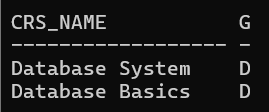 CRS_NAME          G
----------------- -
Database System   D
Database Basics   D